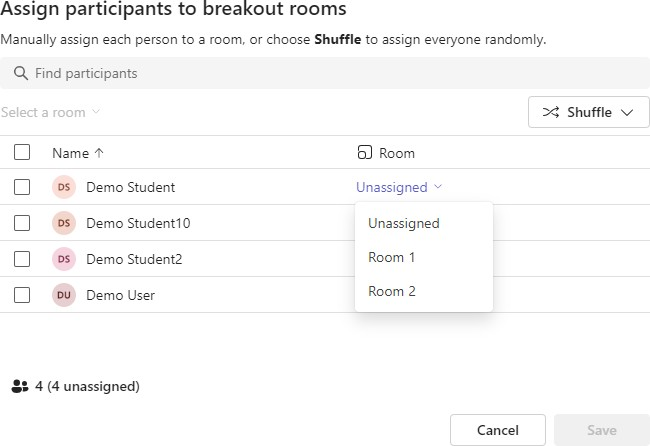 Assign participants to breakout rooms
Manually assign each person to a room, or choose Shuffle to assign everyone randomly.
Find participants
Select a room
Shuffle
Name Room
DS Demo Student Unassigned
DS Demo Student10 Unassigned
DS Demo Student2 Room 1
DU Demo User Room 2
4 (4 unassigned)
Cancel Save